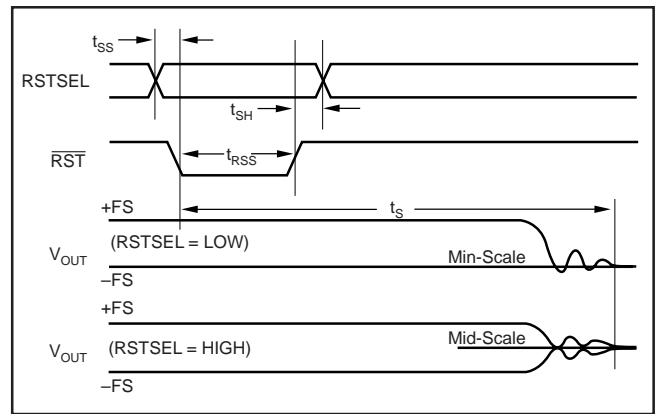 tSS
RSTSEL
tSH
RST
tRSS
+FS
tS
(RSTSEL = LOW)
VOUT
Min-Scale
–FS
+FS
Mid-Scale
VOUT (RSTSEL = HIGH)
–FS